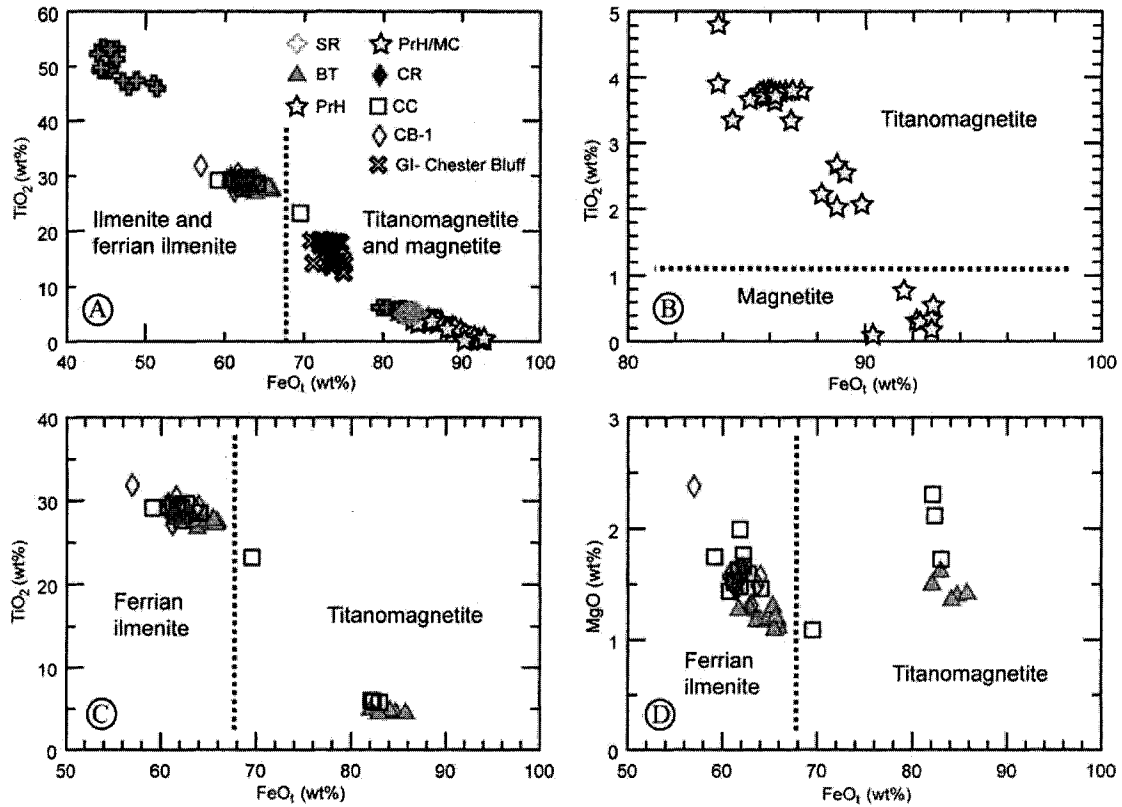 TiO2 (wt%)
60
50
40
30
20
10
0
SR
BT
PrH
PrH/MC
CR
CC
CB-1
GI- Chester Bluff
Ilmenite and
ferrian ilmenite
Titanomagnetite
and magnetite
A
40 50 60 70 80 90 100
FeOt (wt%)
TiO2 (wt%)
5
4
3
2
1
0
Titanomagnetite
Magnetite
B
80 90 100
FeOt (wt%)
TiO2 (wt%)
40
30
20
10
0
Ferrian
ilmenite
Titanomagnetite
C
50 60 70 80 90 100
FeOt (wt%)
MgO (wt%)
3
2
1
0
Ferrian
ilmenite
Titanomagnetite
D
50 60 70 80 90 100
FeOt (wt%)